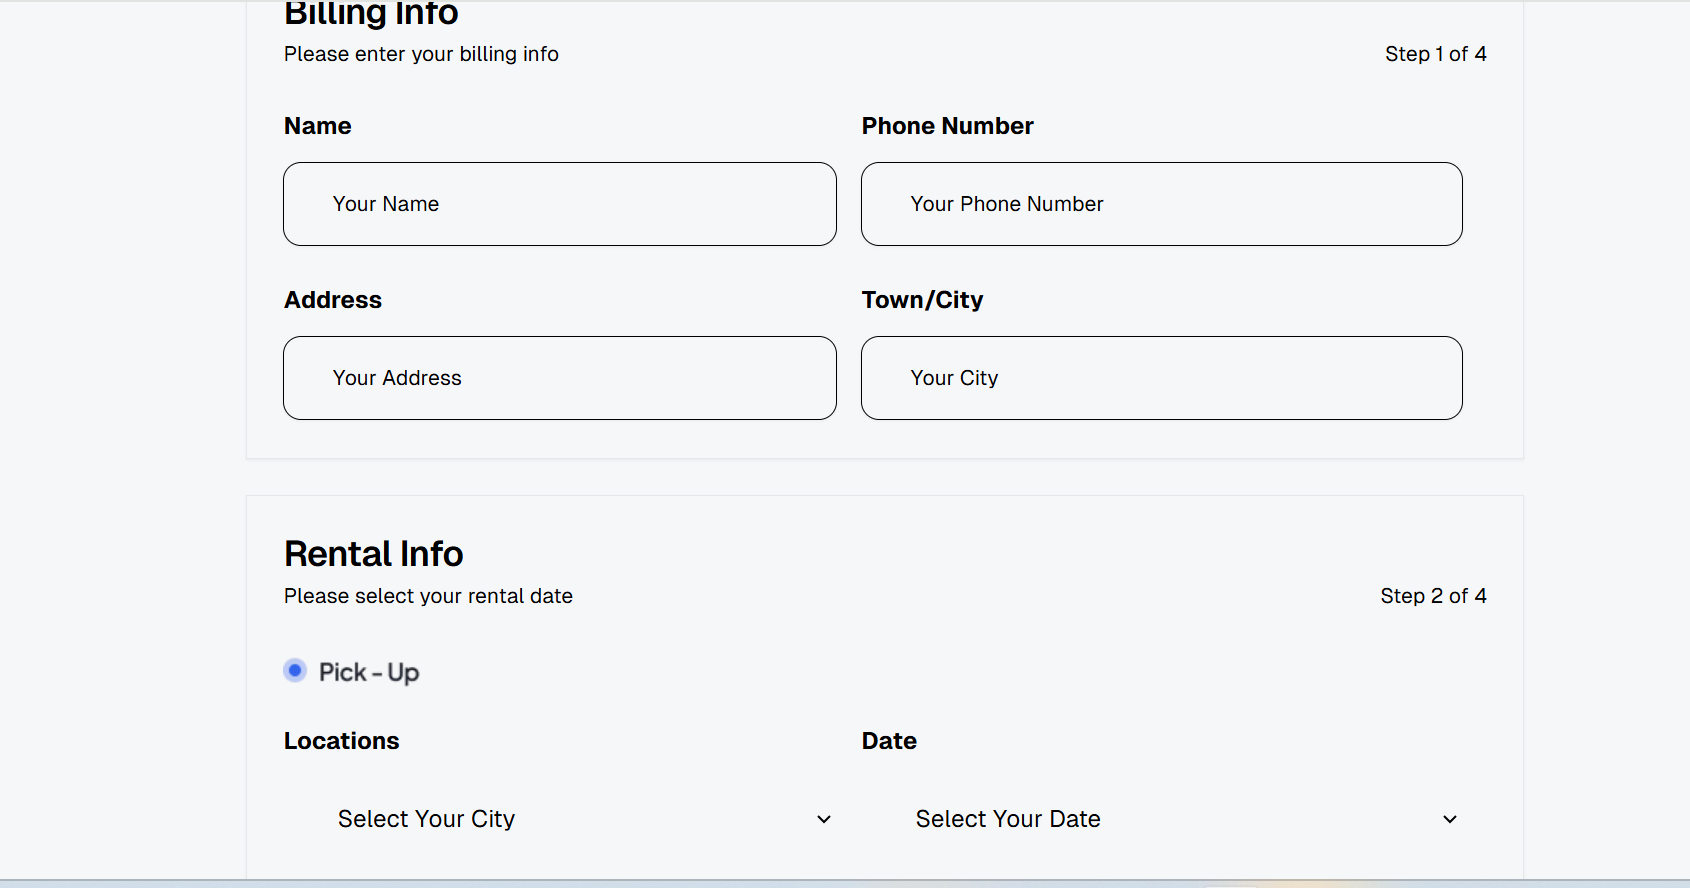 Billing Info
Please enter your billing info
Step 1 of 4
Name
Phone Number
Your Name
Your Phone Number
Address
Town/City
Your Address
Your City
Rental Info
Please select your rental date
Step 2 of 4
Pick - Up
Locations
Date
Select Your City
Select Your Date